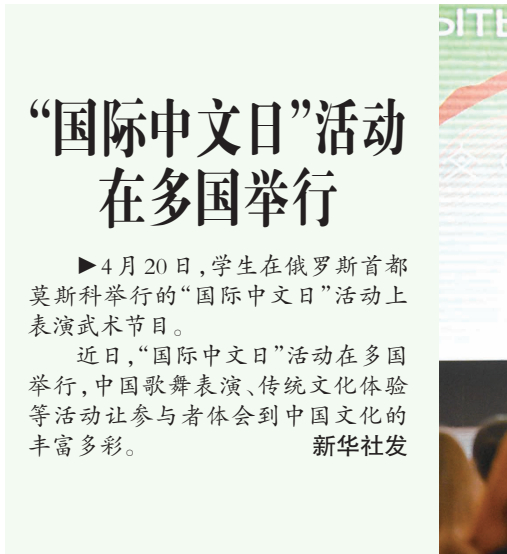 “国际中文日”活动
在多国举行
▶4月20日，学生在俄罗斯首都
莫斯科举行的“国际中文日”活动上
表演武术节目。
近日，“国际中文日”活动在多国
举行，中国歌舞表演、传统文化体验
等活动让参与者体会到中国文化的
丰富多彩。 新华社发
ЫТ